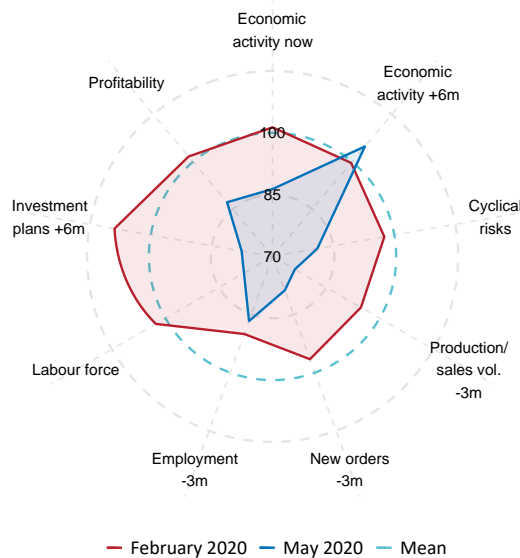 Economic
activity now
Economic
activity +6m
Profitability
100
85
70
Investment
plans +6m
Cyclical
risks
Labour force
Production/
sales vol.
-3m
Employment
-3m
New orders
-3m
February 2020
May 2020
Mean